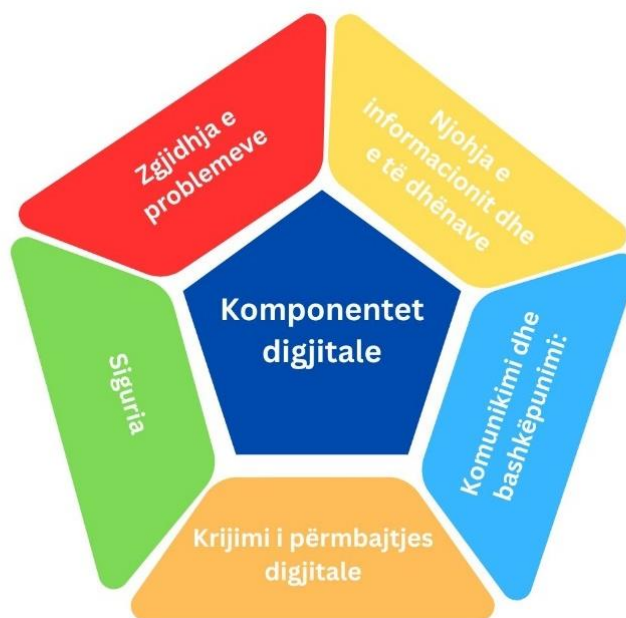 Zgjidhja e
problemeve
Njohja e
informacionit dhe
e të dhënave
Komponentet
digjitale
Siguria
Komunikimi dhe
bashkëpunimi:
Krijimi i përmbajtjes
digjitale